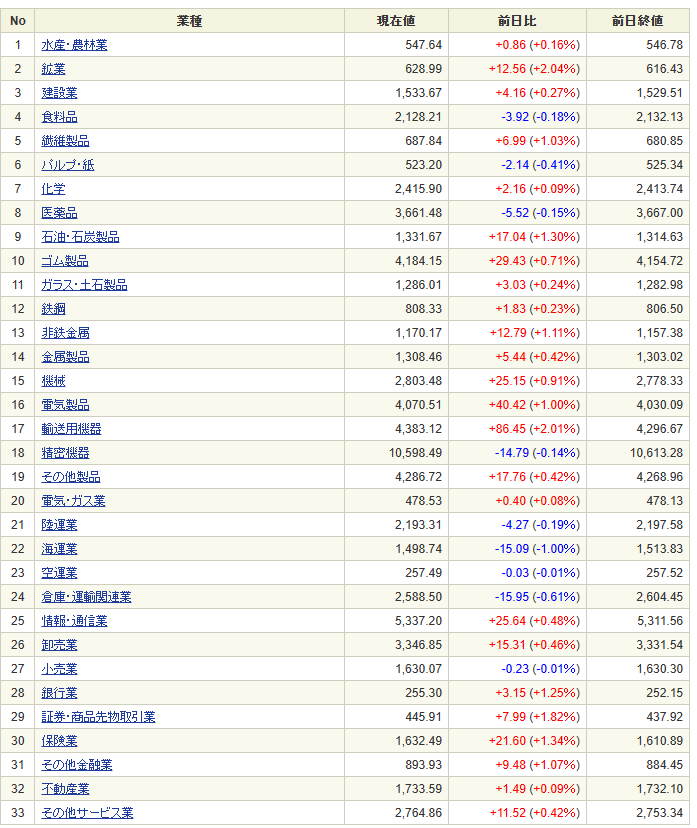 No 業種 現在値 前日比 前日終値
1 水産・農林業 547.64 +0.86 (+0.16%) 546.78
2 鉱業 628.99 +12.56 (+2.04%) 616.43
3 建設業 1,533.67 +4.16 (+0.27%) 1,529.51
4 食料品 2,128.21 -3.92 (-0.18%) 2,132.13
5 繊維製品 687.84 +6.99 (+1.03%) 680.85
6 パルプ・紙 523.20 -2.14 (-0.41%) 525.34
7 化学 2,415.90 +2.16 (+0.09%) 2,413.74
8 医薬品 3,661.48 -5.52 (-0.15%) 3,667.00
9 石油・石炭製品 1,331.67 +17.04 (+1.30%) 1,314.63
10 ゴム製品 4,184.15 +29.43 (+0.71%) 4,154.72
11 ガラス・土石製品 1,286.01 +3.03 (+0.24%) 1,282.98
12 鉄鋼 808.33 +1.83 (+0.23%) 806.50
13 非鉄金属 1,170.17 +12.79 (+1.11%) 1,157.38
14 金属製品 1,308.46 +5.44 (+0.42%) 1,303.02
15 機械 2,803.48 +25.15 (+0.91%) 2,778.33
16 電気製品 4,070.51 +40.42 (+1.00%) 4,030.09
17 輸送用機器 4,383.12 +86.45 (+2.01%) 4,296.67
18 精密機器 10,598.49 -14.79 (-0.14%) 10,613.28
19 その他製品 4,286.72 +17.76 (+0.42%) 4,268.96
20 電気・ガス業 478.53 +0.40 (+0.08%) 478.13
21 陸運業 2,193.31 -4.27 (-0.19%) 2,197.58
22 海運業 1,498.74 -15.09 (-1.00%) 1,513.83
23 空運業 257.49 -0.03 (-0.01%) 257.52
24 倉庫・運輸関連業 2,588.50 -15.95 (-0.61%) 2,604.45
25 情報・通信業 5,337.20 +25.64 (+0.48%) 5,311.56
26 卸売業 3,346.85 +15.31 (+0.46%) 3,331.54
27 小売業 1,630.07 -0.23 (-0.01%) 1,630.30
28 銀行業 255.30 +3.15 (+1.25%) 252.15
29 証券・商品先物取引業 445.91 +7.99 (+1.82%) 437.92
30 保険業 1,632.49 +21.60 (+1.34%) 1,610.89
31 その他金融業 893.93 +9.48 (+1.07%) 884.45
32 不動産業 1,733.59 +1.49 (+0.09%) 1,732.10
33 その他サービス業 2,764.86 +11.52 (+0.42%) 2,753.34